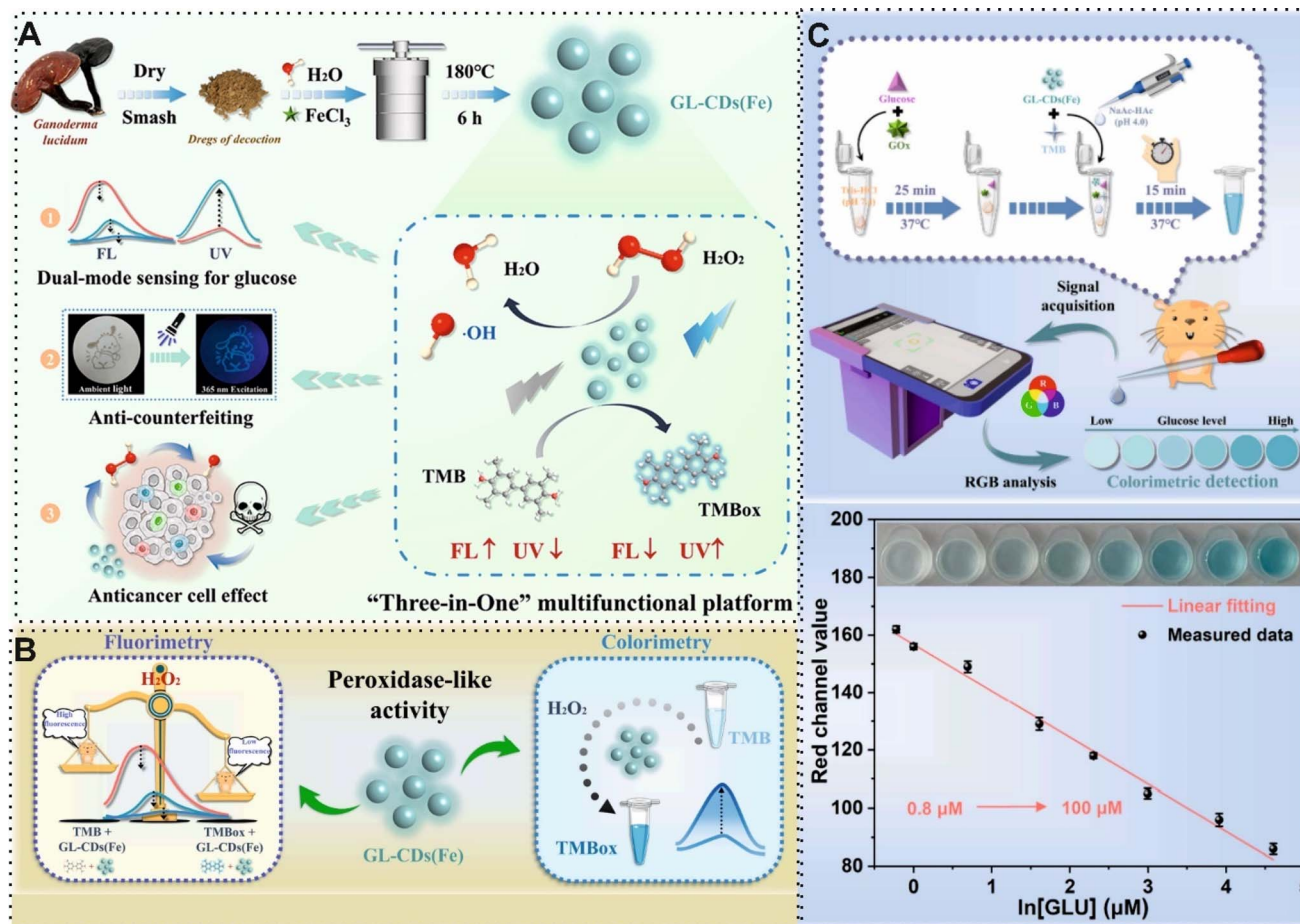 A
Ganoderma
lucidum
Dry
Smash
Dregs of decoction
H2O
FeCl3
180℃
6 h
GL-CDs(Fe)
1
FL
UV
Dual-mode sensing for glucose
2
Ambient light
365 nm Excitation
Anti-counterfeiting
3
Anticancer cell effect
H2O
H2O2
·OH
TMB
TMBox
FL↑ UV↓
FL↓ UV↑
“Three-in-One” multifunctional platform
B
Fluorimetry
H2O2
High
fluorescence
Low
fluorescence
TMB +
GL-CDs(Fe)
TMBox +
GL-CDs(Fe)
Peroxidase-like
activity
GL-CDs(Fe)
Colorimetry
H2O2
TMB
TMBox
C
Glucose
+
GOx
Tris-HCl
25 min
37℃
GL-CDs(Fe)
+
TMB
NaAc-HAc
(pH 4.0)
15 min
37℃
Signal
acquisition
R
G
B
RGB analysis
Low
Glucose level
High
Colorimetric detection
Red channel value
200
180
160
140
120
100
80
Linear fitting
Measured data
0.8 µM
100 µM
0
1
2
3
4
ln[GLU] (µM)